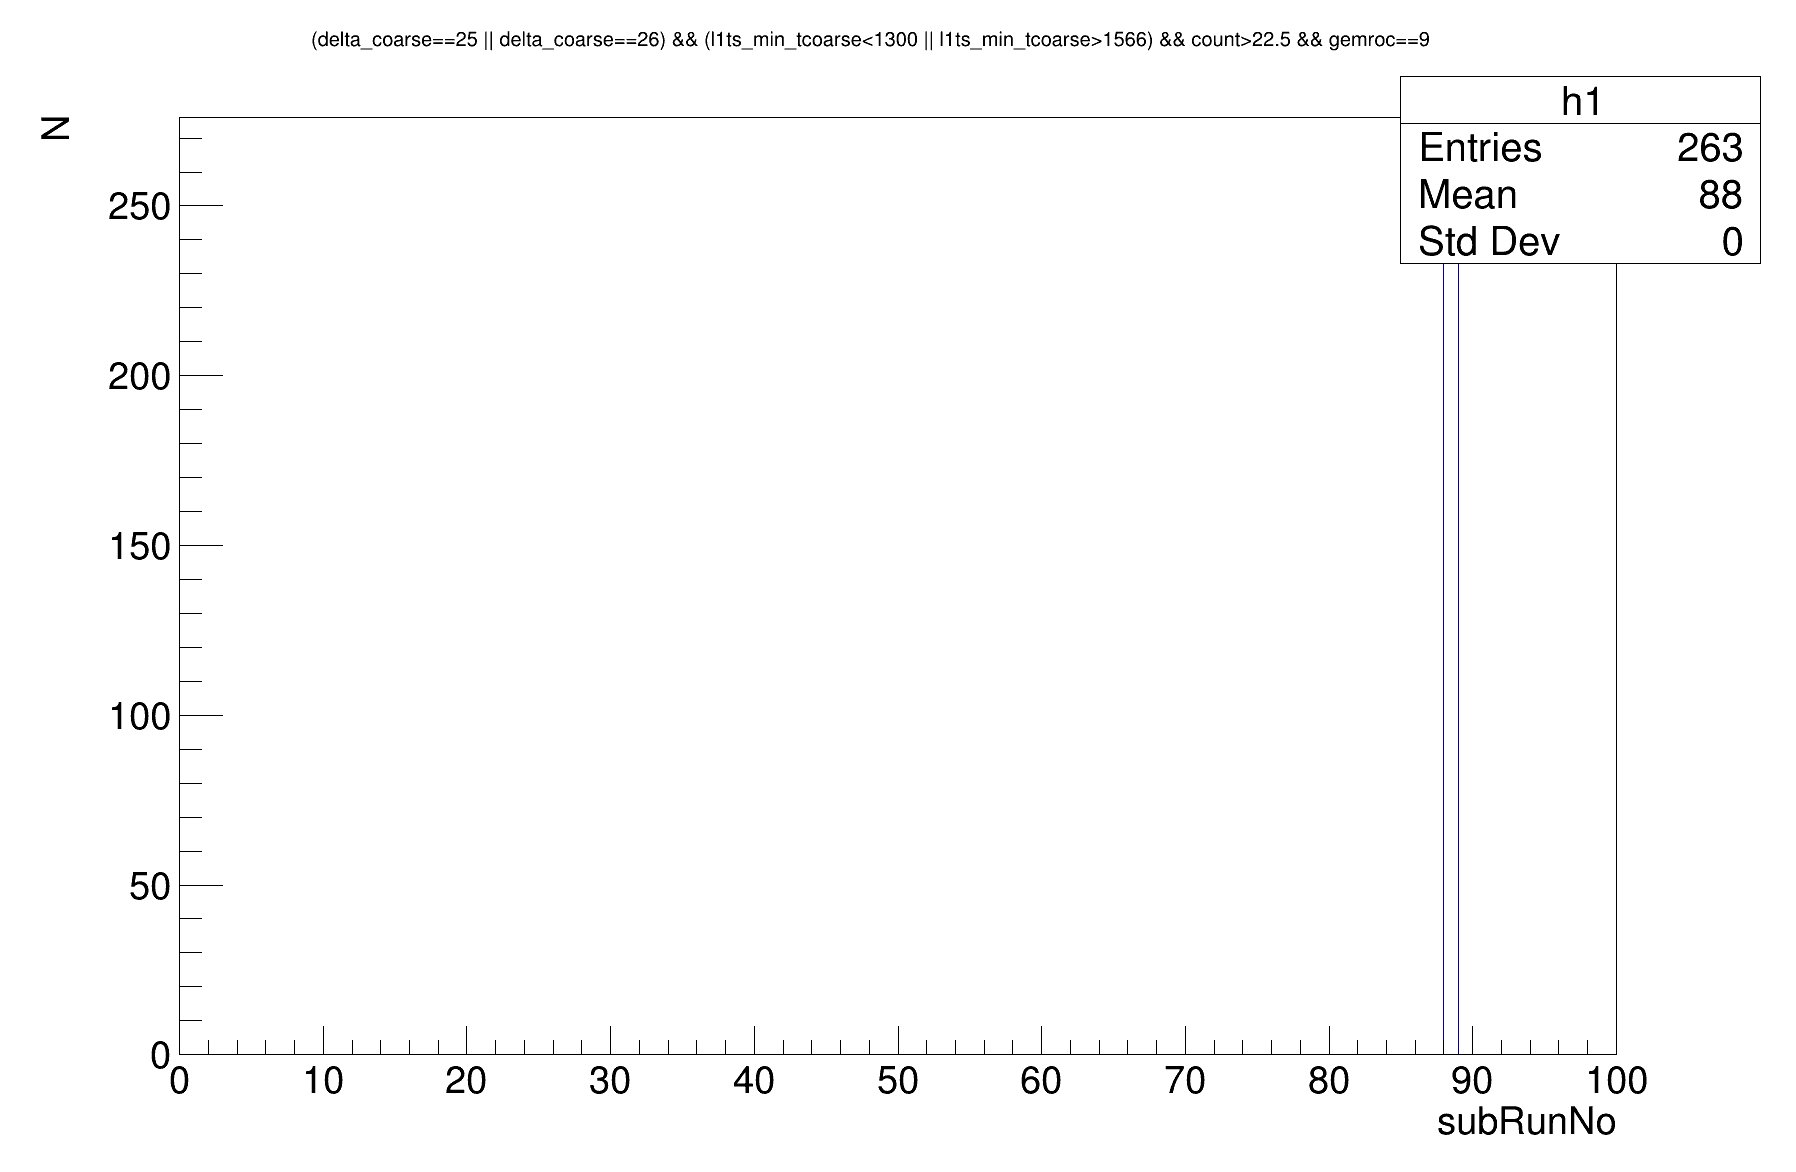 (delta_coarse==25 || delta_coarse==26) && (l1ts_min_tcoarse<1300 || l1ts_min_tcoarse>1566) && count>22.5 && gemroc==9
h1
Entries 263
Mean 88
Std Dev 0
N
250
200
150
100
50
0
0 10 20 30 40 50 60 70 80 90 100
subRunNo